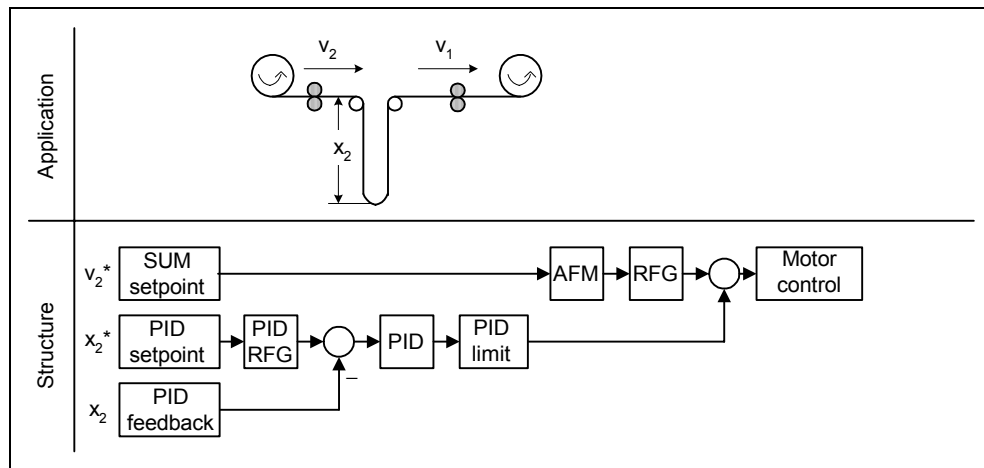 Application
v2
v1
x2
Structure
v2*
SUM
setpoint
AFM
RFG
Motor
control
x2*
PID
setpoint
PID
RFG
PID
PID
limit
–
x2
PID
feedback